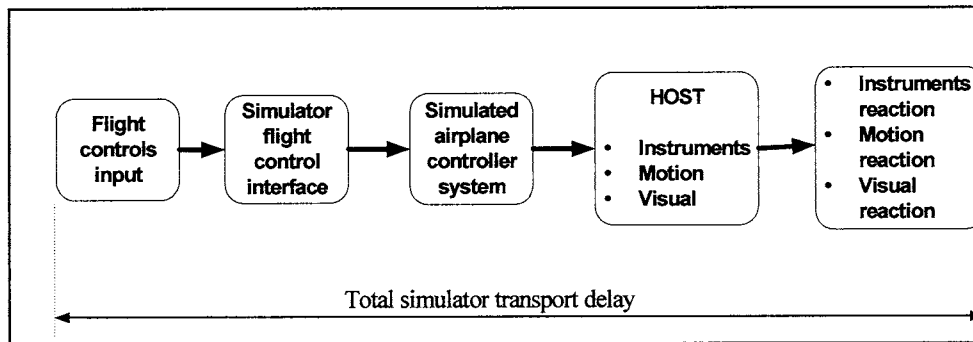 Flight
controls
input
Simulator
flight
control
interface
Simulated
airplane
controller
system
HOST
• Instruments
• Motion
• Visual
• Instruments
reaction
• Motion
reaction
• Visual
reaction
Total simulator transport delay